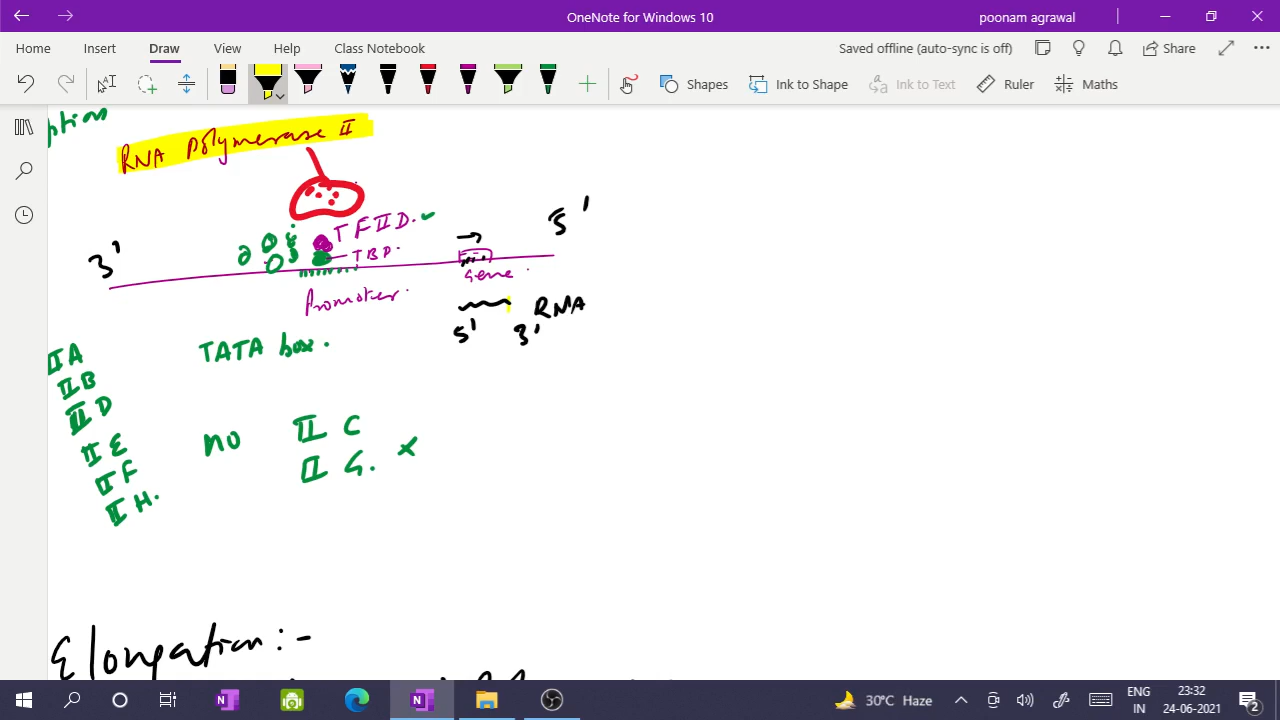 OneNote for Windows 10
poonam agrawal
Home Insert Draw View Help Class Notebook
Saved offline (auto-sync is off)
Share
Shapes
Ink to Shape
Ink to Text
Ruler
Maths
ption
RNA polymerase II
TFIID.
TBP.
3'
5'
Gene
Promoter.
RNA
5' 3'
TATA box.
IIA
IIB
IID
IIE
IIF
IIH.
no II C
II G.
Elongation :-
30°C Haze
ENG
IN
23:32
24-06-2021
2